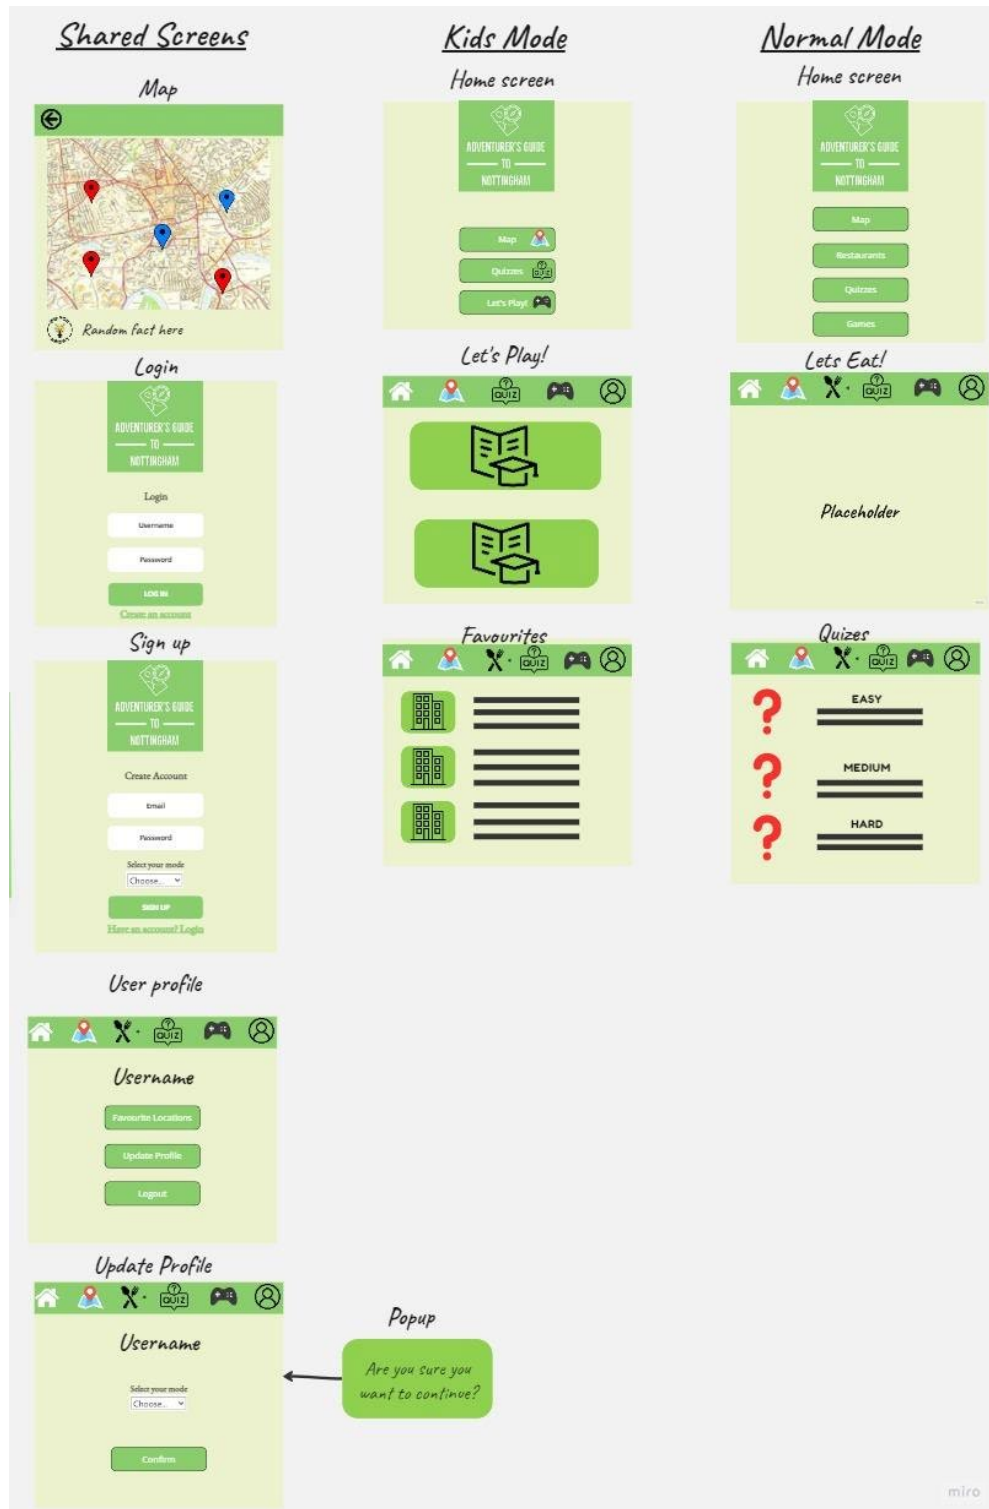 Shared Screens
Map
Random fact here
Login
ADVENTURER'S GUIDE
TO
NOTTINGHAM
Login
Username
Password
LOG IN
Create an account
Sign up
ADVENTURER'S GUIDE
TO
NOTTINGHAM
Create Account
Email
Password
Select your mode
Choose...
SIGN UP
Have an account? Login
User profile
QUIZ
Username
Favourite Locations
Update Profile
Logout
Update Profile
QUIZ
Username
Select your mode
Choose...
Confirm
Popup
Are you sure you
want to continue?
Kids Mode
Home screen
ADVENTURER'S GUIDE
TO
NOTTINGHAM
Map
Quizzes
QUIZ
Let's Play!
Let's Play!
QUIZ
Favourites
QUIZ
Normal Mode
Home screen
ADVENTURER'S GUIDE
TO
NOTTINGHAM
Map
Restaurants
Quizzes
Games
Lets Eat!
QUIZ
Placeholder
Quizes
QUIZ
EASY
MEDIUM
HARD
miro